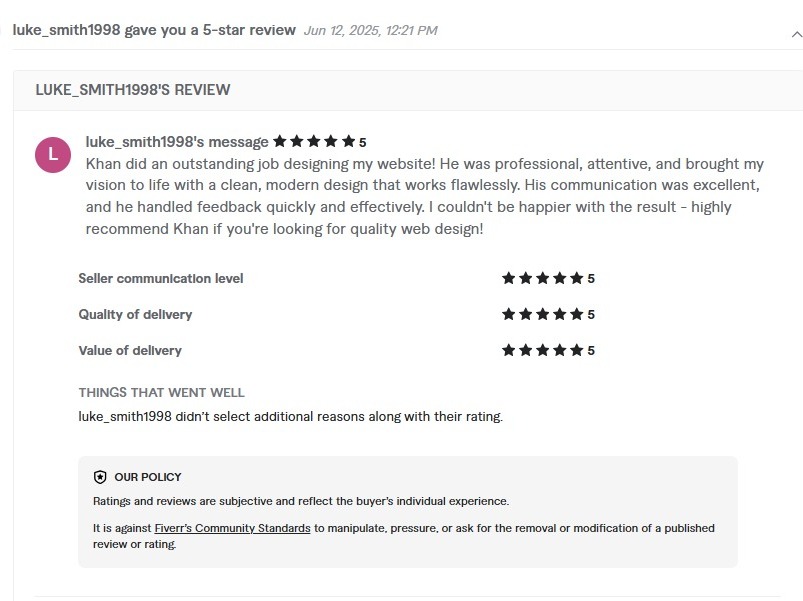 luke_smith1998 gave you a 5-star review Jun 12, 2025, 12:21 PM
LUKE_SMITH1998'S REVIEW
L
luke_smith1998's message ★★★★★ 5
Khan did an outstanding job designing my website! He was professional, attentive, and brought my
vision to life with a clean, modern design that works flawlessly. His communication was excellent,
and he handled feedback quickly and effectively. I couldn't be happier with the result - highly
recommend Khan if you're looking for quality web design!
Seller communication level ★★★★★ 5
Quality of delivery ★★★★★ 5
Value of delivery ★★★★★ 5
THINGS THAT WENT WELL
luke_smith1998 didn’t select additional reasons along with their rating.
OUR POLICY
Ratings and reviews are subjective and reflect the buyer’s individual experience.
It is against Fiverr’s Community Standards to manipulate, pressure, or ask for the removal or modification of a published
review or rating.